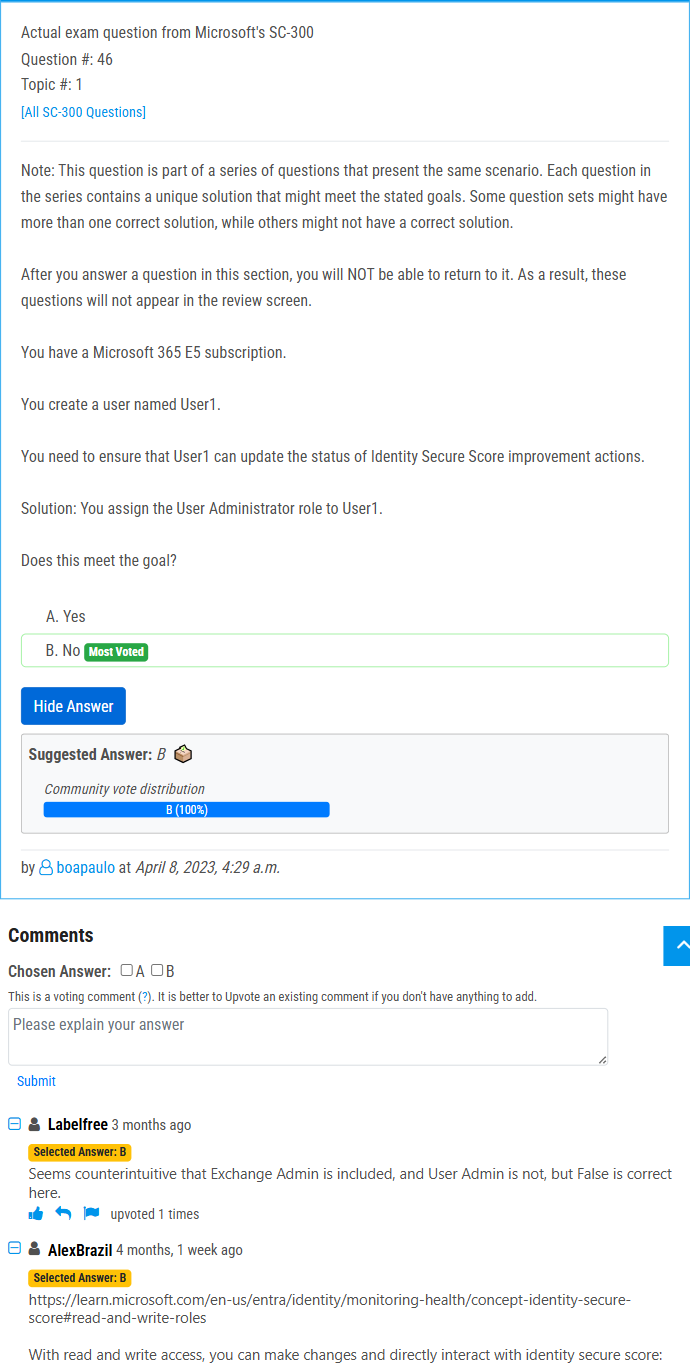 Actual exam question from Microsoft's SC-300
Question #: 46
Topic #: 1
[All SC-300 Questions]
Note: This question is part of a series of questions that present the same scenario. Each question in
the series contains a unique solution that might meet the stated goals. Some question sets might have
more than one correct solution, while others might not have a correct solution.
After you answer a question in this section, you will NOT be able to return to it. As a result, these
questions will not appear in the review screen.
You have a Microsoft 365 E5 subscription.
You create a user named User1.
You need to ensure that User1 can update the status of Identity Secure Score improvement actions.
Solution: You assign the User Administrator role to User1.
Does this meet the goal?
A. Yes
B. No Most Voted
Hide Answer
Suggested Answer: B
Community vote distribution
B (100%)
by boapaulo at April 8, 2023, 4:29 a.m.
Comments
Chosen Answer: A B
This is a voting comment (?). It is better to Upvote an existing comment if you don't have anything to add.
Please explain your answer
Submit
Labelfree 3 months ago
Selected Answer: B
Seems counterintuitive that Exchange Admin is included, and User Admin is not, but False is correct
here.
upvoted 1 times
AlexBrazil 4 months, 1 week ago
Selected Answer: B
https://learn.microsoft.com/en-us/entra/identity/monitoring-health/concept-identity-secure-
score#read-and-write-roles
With read and write access, you can make changes and directly interact with identity secure score: